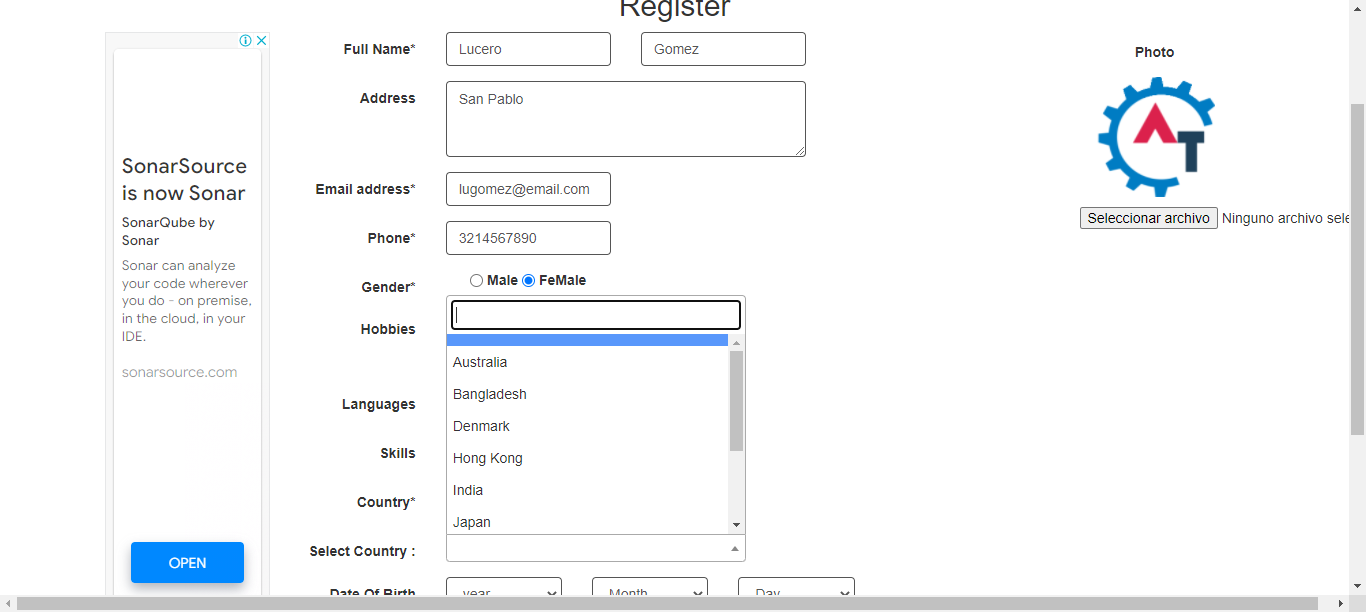 Register
SonarSource
is now Sonar
SonarQube by
Sonar
Sonar can analyze
your code wherever
you do - on premise,
in the cloud, in your
IDE.
sonarsource.com
OPEN
Full Name* Lucero Gomez
Address San Pablo
Email address* lugomez@email.com
Phone* 3214567890
Gender* Male FeMale
Hobbies
Australia
Bangladesh
Languages
Denmark
Skills
Hong Kong
India
Country*
Japan
Select Country :
Date Of Birth year Month Day
Photo
AT
Seleccionar archivo Ninguno archivo sele